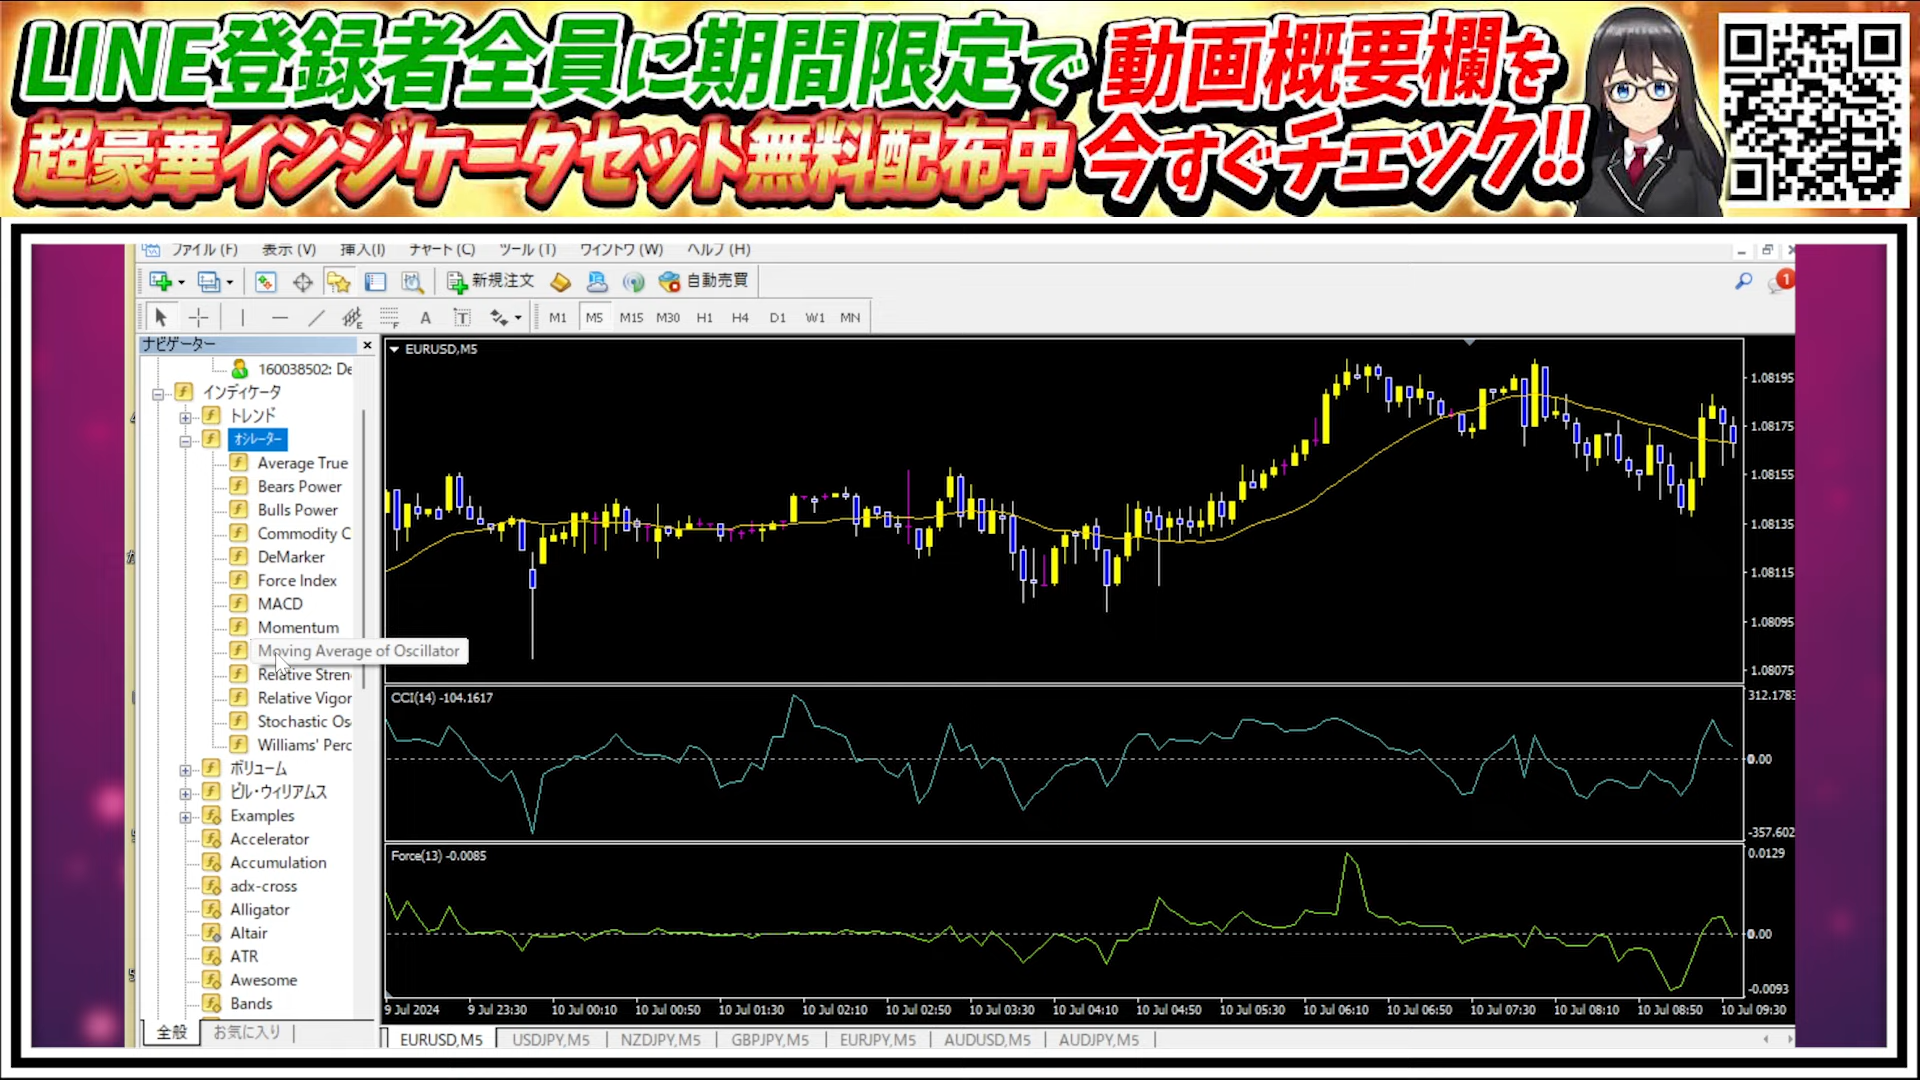 LINE登録者全員に期間限定で 動画概要欄を
超豪華インジケータセット無料配布中 今すぐチェック!!
ファイル (F) 表示 (V) 挿入(I) チャート(C) ツール (T) ウィンドウ (W) ヘルプ (H)
新規注文 自動売買 1
A T M1 M5 M15 M30 H1 H4 D1 W1 MN
ナビゲーター
160038502: De
インディケータ
トレンド
オシレーター
Average True
Bears Power
Bulls Power
Commodity C
DeMarker
Force Index
MACD
Momentum
Moving Average of Oscillator
Relative Stren
Relative Vigor
Stochastic Os
Williams' Perc
ボリューム
ビル・ウィリアムス
Examples
Accelerator
Accumulation
adx-cross
Alligator
Altair
ATR
Awesome
Bands
全般 お気に入り
EURUSD,M5
1.08195
1.08175
1.08155
1.08135
1.08115
1.08095
1.08075
CCI(14) -104.1617
312.1783
0.00
-357.602
Force(13) -0.0085
0.0129
0.00
-0.0093
9 Jul 2024 9 Jul 23:30 10 Jul 00:10 10 Jul 00:50 10 Jul 01:30 10 Jul 02:10 10 Jul 02:50 10 Jul 03:30 10 Jul 04:10 10 Jul 04:50 10 Jul 05:30 10 Jul 06:10 10 Jul 06:50 10 Jul 07:30 10 Jul 08:10 10 Jul 08:50 10 Jul 09:30
EURUSD,M5 USDJPY,M5 NZDJPY,M5 GBPJPY,M5 EURJPY,M5 AUDUSD,M5 AUDJPY,M5